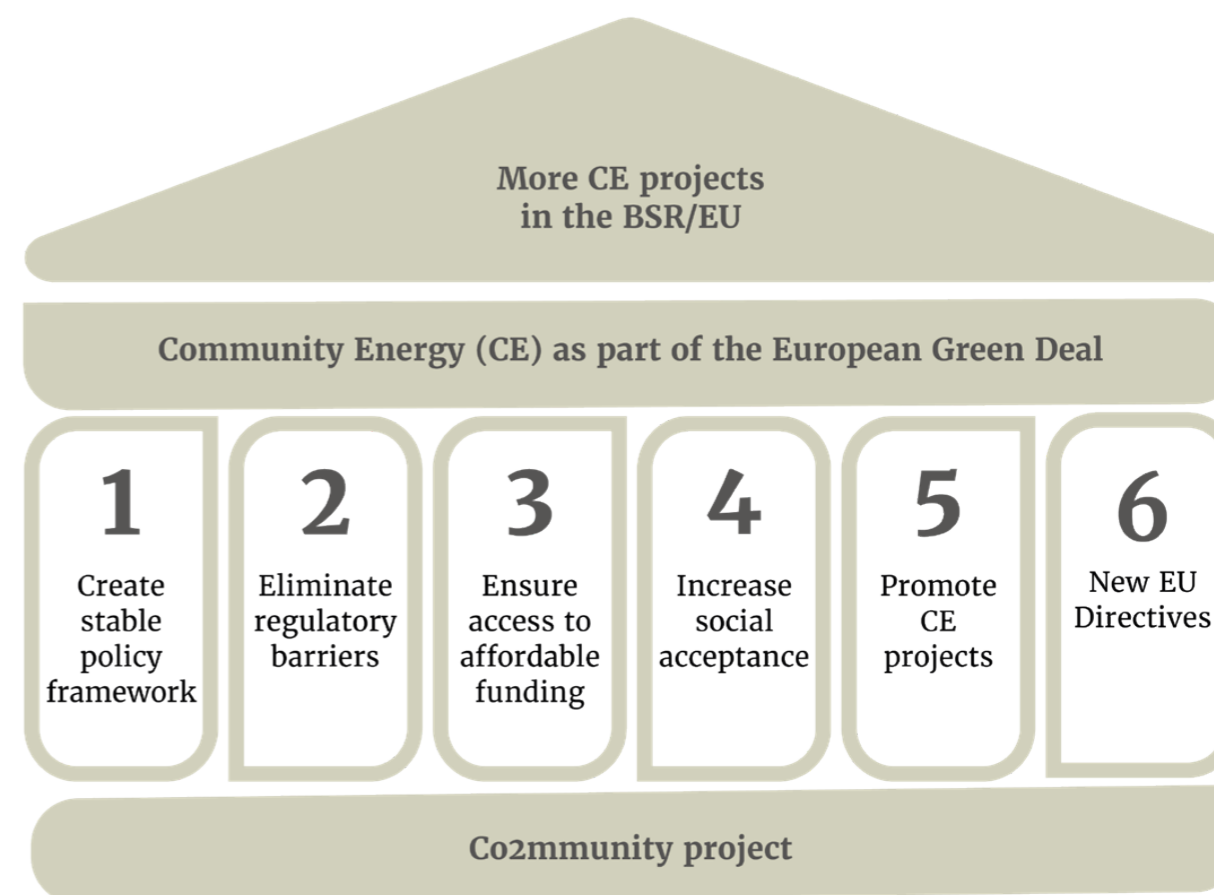 More CE projects
in the BSR/EU
Community Energy (CE) as part of the European Green Deal
1
Create
stable
policy
framework
2
Eliminate
regulatory
barriers
3
Ensure
access to
affordable
funding
4
Increase
social
acceptance
5
Promote
CE
projects
6
New EU
Directives
Co2mmunity project